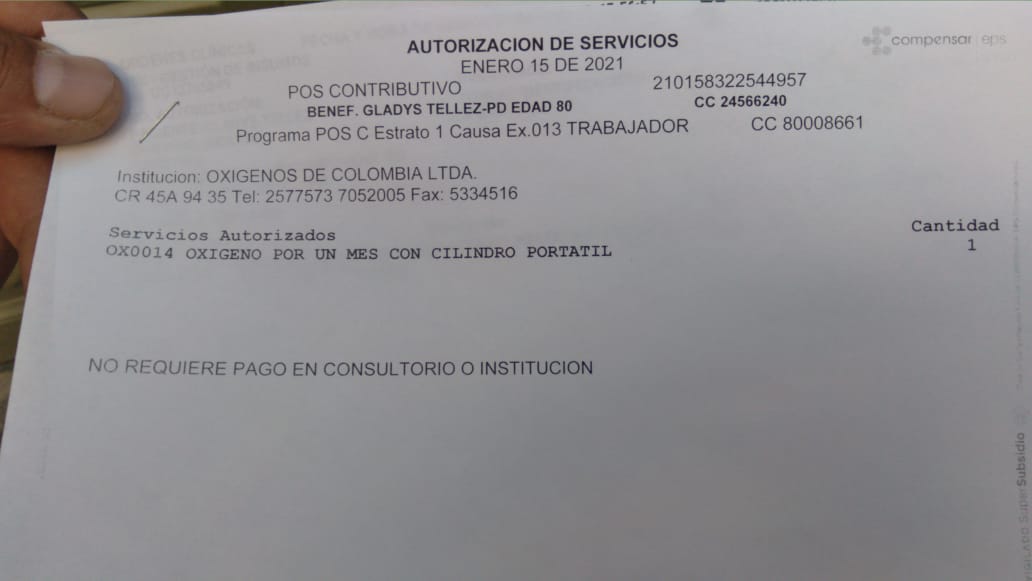 AUTORIZACION DE SERVICIOS
compensar eps
ENERO 15 DE 2021
POS CONTRIBUTIVO 210158322544957
BENEF. GLADYS TELLEZ-PD EDAD 80 CC 24566240
Programa POS C Estrato 1 Causa Ex.013 TRABAJADOR CC 80008661
Institucion: OXIGENOS DE COLOMBIA LTDA.
CR 45A 94 35 Tel: 2577573 7052005 Fax: 5334516
Servicios Autorizados Cantidad
OX0014 OXIGENO POR UN MES CON CILINDRO PORTATIL 1
NO REQUIERE PAGO EN CONSULTORIO O INSTITUCION
SuperSubsidio